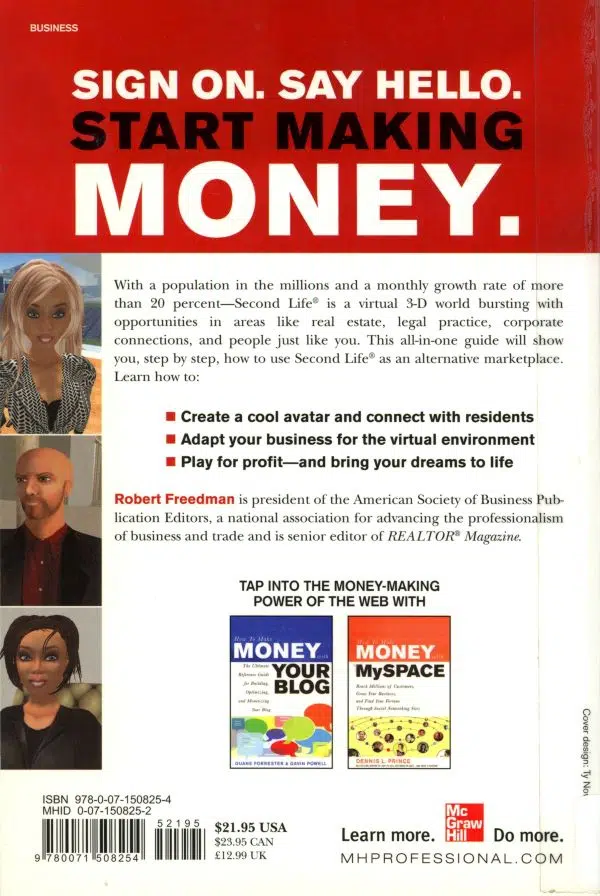 BUSINESS
SIGN ON. SAY HELLO.
START MAKING
MONEY.
With a population in the millions and a monthly growth rate of more
than 20 percent—Second Life® is a virtual 3-D world bursting with
opportunities in areas like real estate, legal practice, corporate
connections, and people just like you. This all-in-one guide will show
you, step by step, how to use Second Life® as an alternative marketplace.
Learn how to:
■ Create a cool avatar and connect with residents
■ Adapt your business for the virtual environment
■ Play for profit—and bring your dreams to life
Robert Freedman is president of the American Society of Business Pub-
lication Editors, a national association for advancing the professionalism
of business and trade and is senior editor of REALTOR® Magazine.
TAP INTO THE MONEY-MAKING
POWER OF THE WEB WITH
How To Make
MONEY with
YOUR
BLOG
The Ultimate
Reference Guide
for Building,
Optimizing,
and Monetizing
Your Blog
DUANE FORRESTER & GAVIN POWELL
How To Make
MONEY with
MySPACE
Reach Millions of Customers,
Grow Your Business,
and Find Your Fortune
Through Social Networking Sites
DENNIS L. PRINCE
Cover design: Ty
ISBN 978-0-07-150825-4
MHID 0-07-150825-2
52195
9 780071 508254
$21.95 USA
$23.95 CAN
£12.99 UK
Learn more.
Mc
Graw
Hill
Do more.
MHPROFESSIONAL.COM